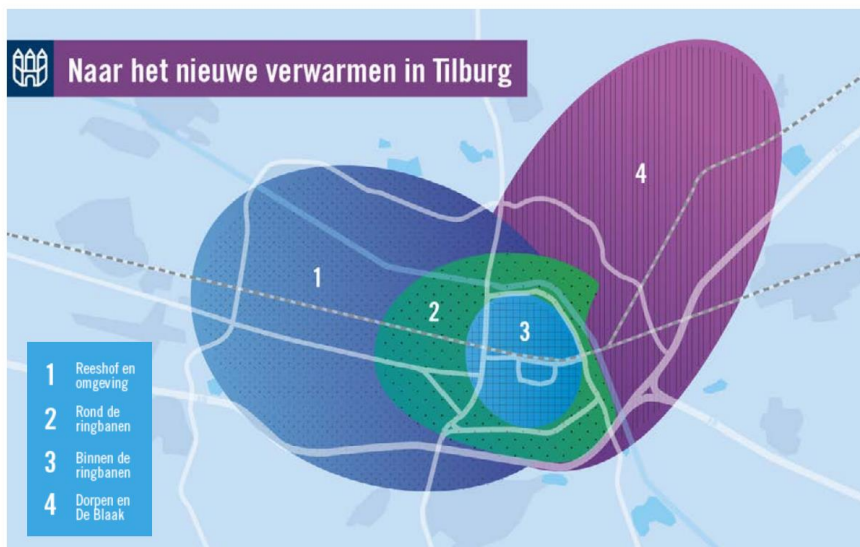 Naar het nieuwe verwarmen in Tilburg
4
1
2
3
1 Reeshof en
omgeving
2 Rond de
ringbanen
3 Binnen de
ringbanen
4 Dorpen en
De Blaak